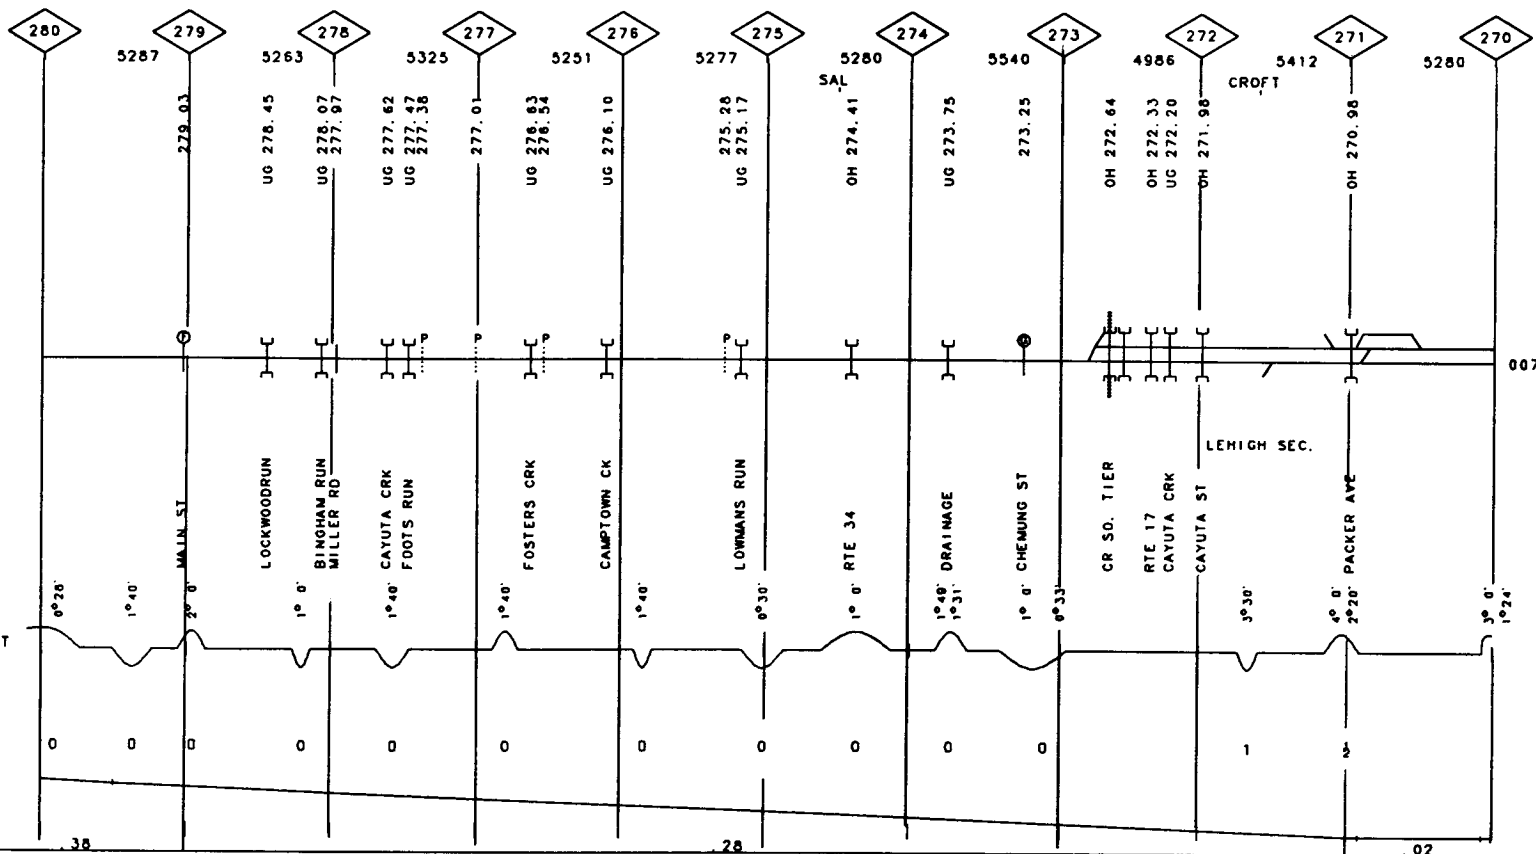 280 279 278 277 276 275 274 273 272 271 270
5287 5263 5325 5251 5277 5280 5540 4986 5412 5280
SAL
CROFT
279.03
UG 278.45
UG 278.07
277.97
UG 277.62
UG 277.47
277.38
277.01
UG 276.63
276.54
UG 276.10
275.28
UG 275.17
OH 274.41
UG 273.75
273.25
OH 272.64
OH 272.33
UG 272.20
OH 271.98
OH 270.98
P P P P
007
LEHIGH SEC.
MAIN ST
LOCKWOODRUN
BINGHAM RUN
MILLER RD
CAYUTA CRK
FOOTS RUN
FOSTERS CRK
CAMPTOWN CK
LOWMANS RUN
RTE 34
DRAINAGE
CHEMUNG ST
CR SO. TIER
RTE 17
CAYUTA CRK
CAYUTA ST
PACKER AVE
0°28'
1°40'
2° 0'
1° 0'
1°40'
1°40'
1°40'
0°30'
1° 0'
1°49'
1°31'
1° 0'
0°33'
3°30'
4° 0'
2°20'
3° 0'
1°24'
T
0 0 0 0 0 0 0 0 0 0 0 1
.38 .28 .02